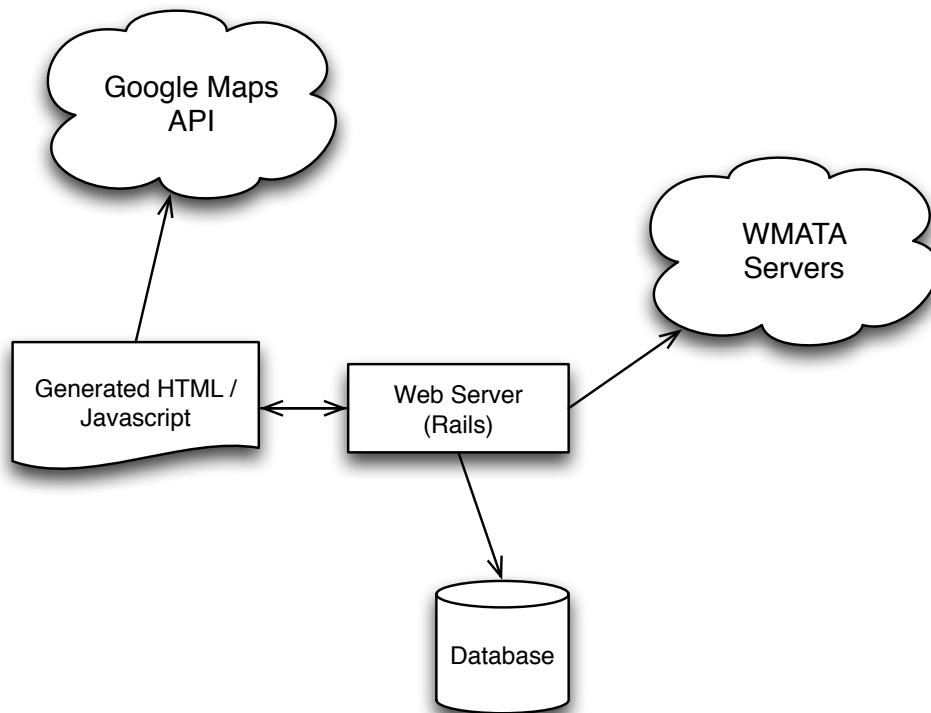 Google Maps
API
WMATA
Servers
Generated HTML /
Javascript
Web Server
(Rails)
Database